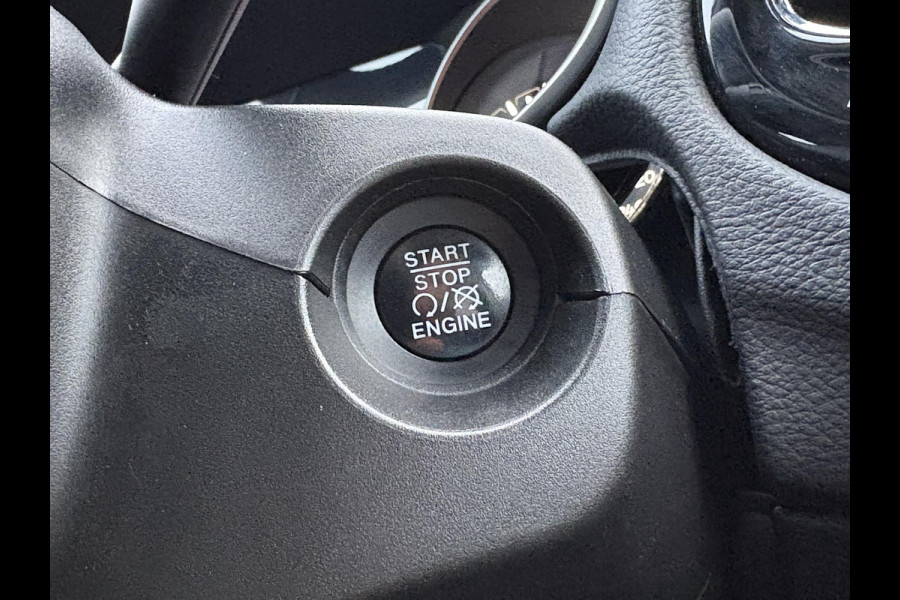 START
STOP
/
ENGINE